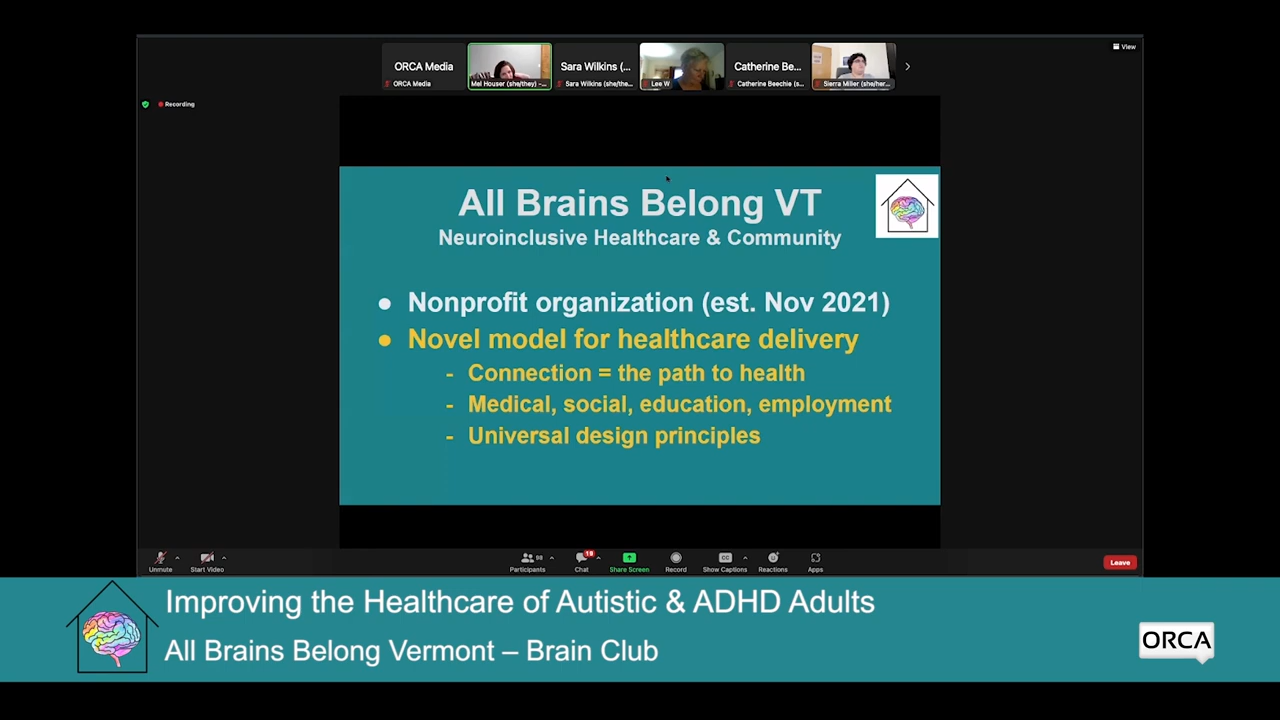 View
ORCA Media
Sara Wilkins (...
Catherine Be...
ORCA Media
Mel Houser (she/they) -...
Sara Wilkins (she/the...
Lee W
Catherine Beechie (s...
Sierra Miller (she/her...
Recording
All Brains Belong VT
Neuroinclusive Healthcare & Community
● Nonprofit organization (est. Nov 2021)
● Novel model for healthcare delivery
- Connection = the path to health
- Medical, social, education, employment
- Universal design principles
98
19
CC
Unmute
Start Video
Participants
Chat
Share Screen
Record
Show Captions
Reactions
Apps
Leave
Improving the Healthcare of Autistic & ADHD Adults
All Brains Belong Vermont – Brain Club
ORCA